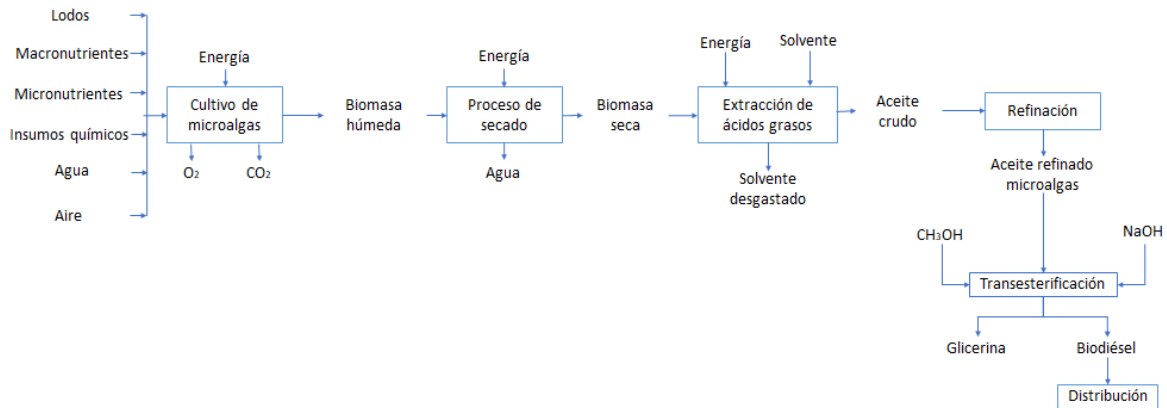 Lodos
Macronutrientes
Micronutrientes
Insumos químicos
Agua
Aire
Energía
Cultivo de
microalgas
O₂
CO₂
Biomasa
húmeda
Energía
Proceso de
secado
Agua
Biomasa
seca
Energía
Solvente
Extracción de
ácidos grasos
Solvente
desgastado
Aceite
crudo
Refinación
Aceite refinado
microalgas
CH₃OH
NaOH
Transesterificación
Glicerina
Biodiésel
Distribución